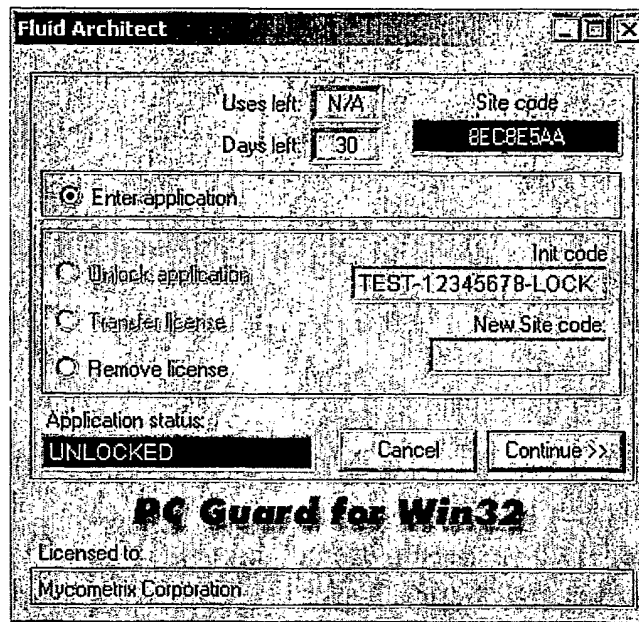 Fluid Architect
Uses left: N/A
Site code
Days left: 30
8EC8E5AA
Enter application
Init code
Unlock application
TEST-12345678-LOCK
Transfer license
New Site code:
Remove license
Application status:
UNLOCKED
Cancel
Continue >>
PC Guard for Win32
Licensed to:
Mycometrix Corporation